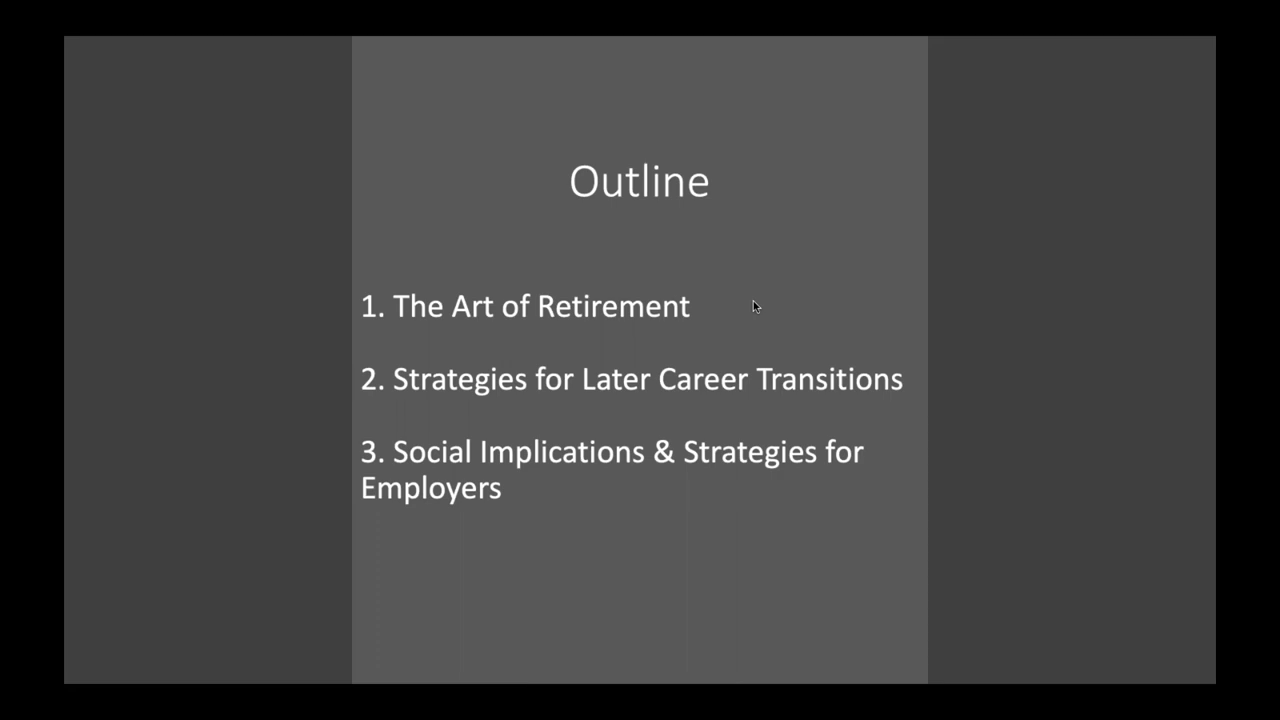 Outline
1. The Art of Retirement
2. Strategies for Later Career Transitions
3. Social Implications & Strategies for
Employers